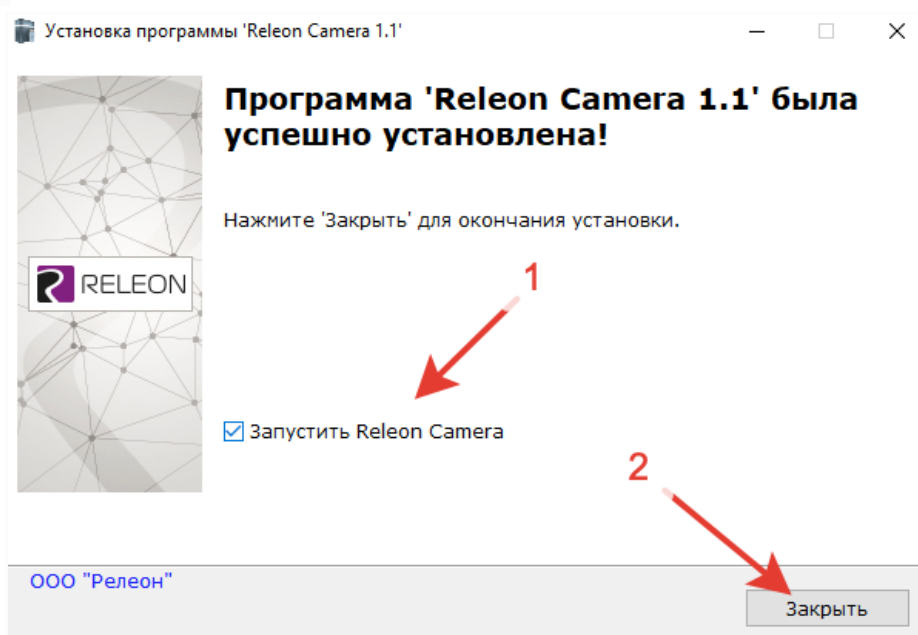 Установка программы 'Releon Camera 1.1'
Программа 'Releon Camera 1.1' была
успешно установлена!
Нажмите 'Закрыть' для окончания установки.
1
RELEON
Запустить Releon Camera
2
ООО "Релеон"
Закрыть